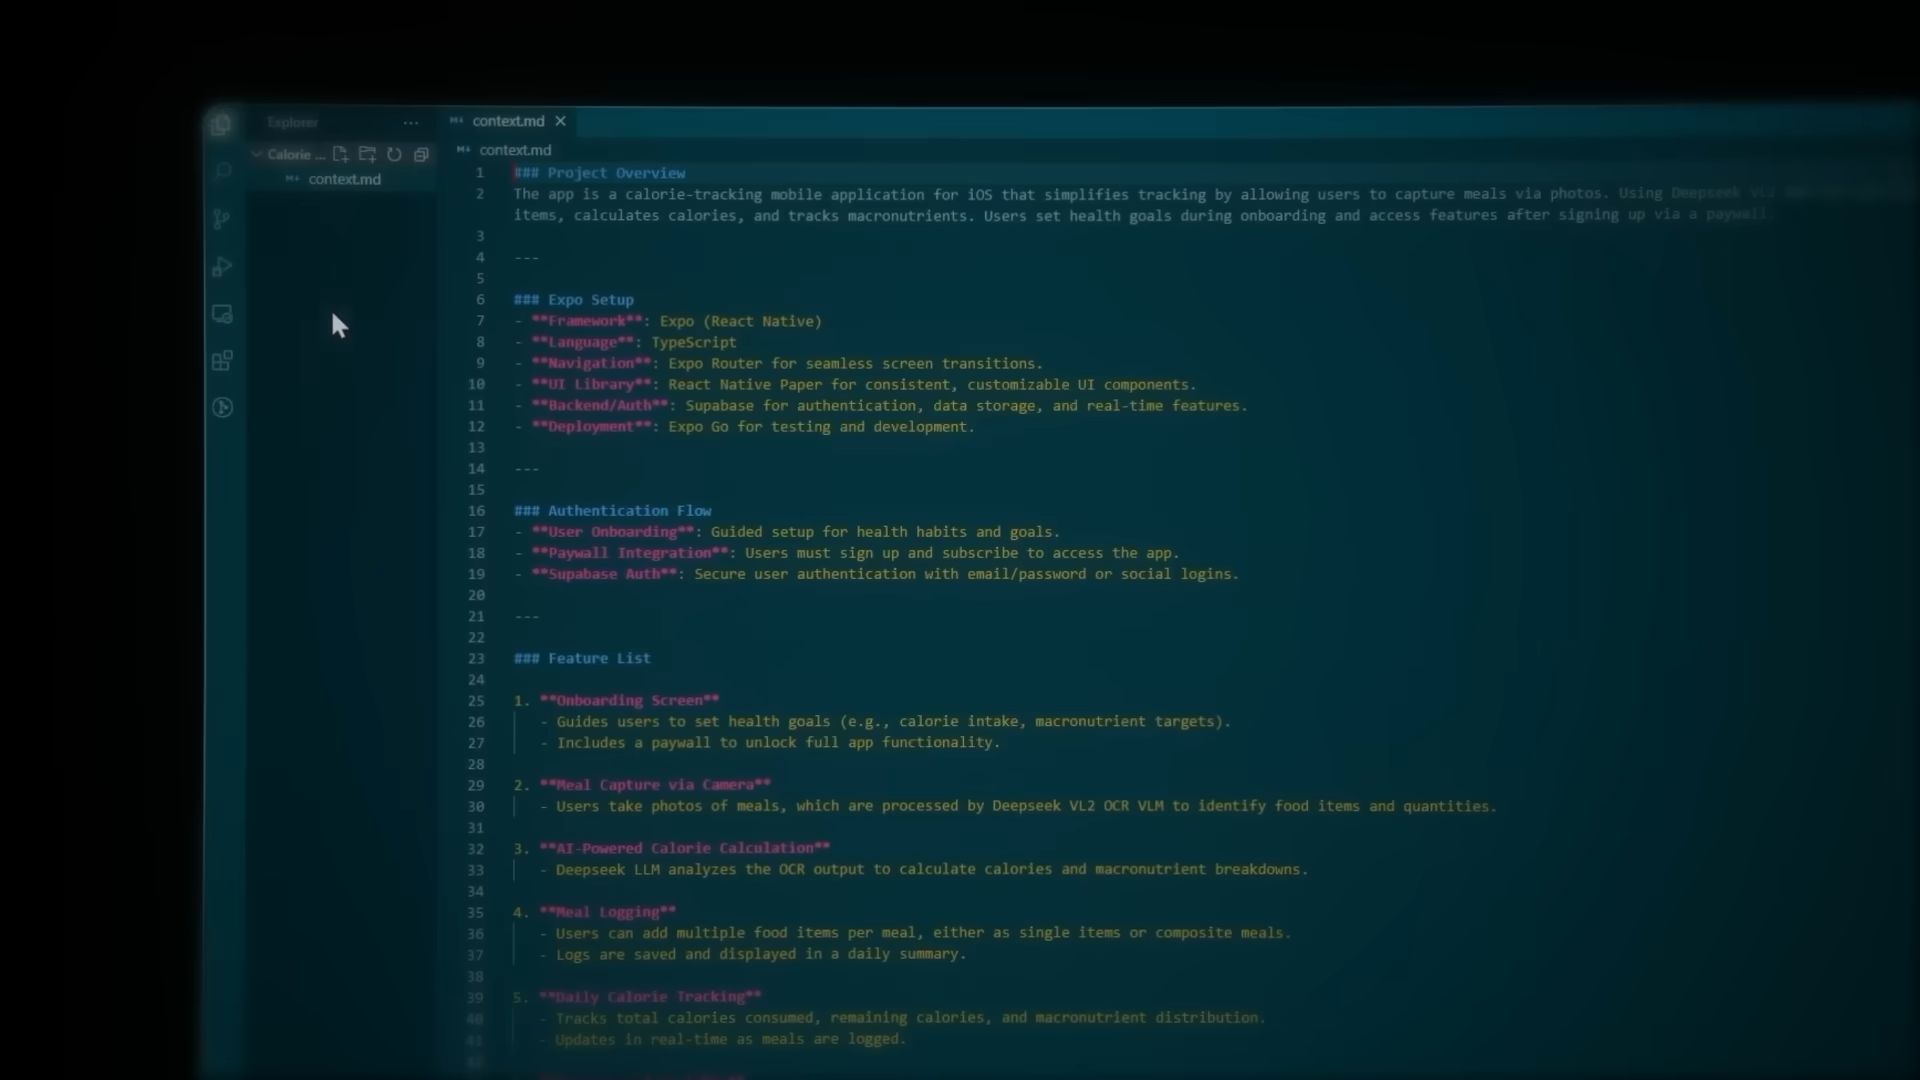 Explorer
···
context.md
Calorie ...
context.md
context.md
1 ### Project Overview
2 The app is a calorie-tracking mobile application for iOS that simplifies tracking by allowing users to capture meals via photos. Using Deepseek VL2
items, calculates calories, and tracks macronutrients. Users set health goals during onboarding and access features after signing up via a paywall
3
4 ---
5
6 ### Expo Setup
7 - **Framework**: Expo (React Native)
8 - **Language**: TypeScript
9 - **Navigation**: Expo Router for seamless screen transitions.
10 - **UI Library**: React Native Paper for consistent, customizable UI components.
11 - **Backend/Auth**: Supabase for authentication, data storage, and real-time features.
12 - **Deployment**: Expo Go for testing and development.
13
14 ---
15
16 ### Authentication Flow
17 - **User Onboarding**: Guided setup for health habits and goals.
18 - **Paywall Integration**: Users must sign up and subscribe to access the app.
19 - **Supabase Auth**: Secure user authentication with email/password or social logins.
20
21 ---
22
23 ### Feature List
24
25 1. **Onboarding Screen**
26 - Guides users to set health goals (e.g., calorie intake, macronutrient targets).
27 - Includes a paywall to unlock full app functionality.
28
29 2. **Meal Capture via Camera**
30 - Users take photos of meals, which are processed by Deepseek VL2 OCR VLM to identify food items and quantities.
31
32 3. **AI-Powered Calorie Calculation**
33 - Deepseek LLM analyzes the OCR output to calculate calories and macronutrient breakdowns.
34
35 4. **Meal Logging**
36 - Users can add multiple food items per meal, either as single items or composite meals.
37 - Logs are saved and displayed in a daily summary.
38
39 5. **Daily Calorie Tracking**
40 - Tracks total calories consumed, remaining calories, and macronutrient distribution.
41 - Updates in real-time as meals are logged.